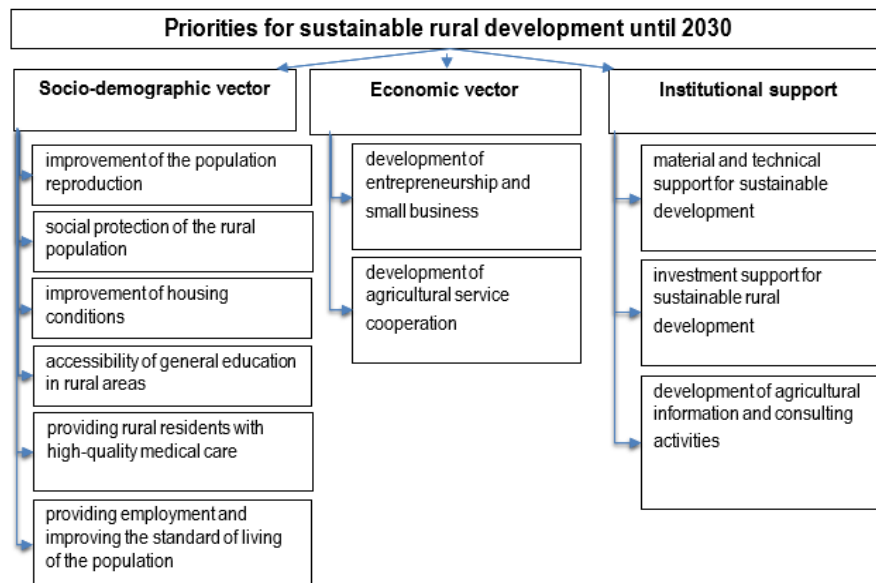 Priorities for sustainable rural development until 2030
Socio-demographic vector
improvement of the population
reproduction
social protection of the rural
population
improvement of housing
conditions
accessibility of general education
in rural areas
providing rural residents with
high-quality medical care
providing employment and
improving the standard of living
of the population
Economic vector
development of
entrepreneurship and
small business
development of
agricultural service
cooperation
Institutional support
material and technical
support for sustainable
development
investment support for
sustainable rural
development
development of agricultural
information and consulting
activities